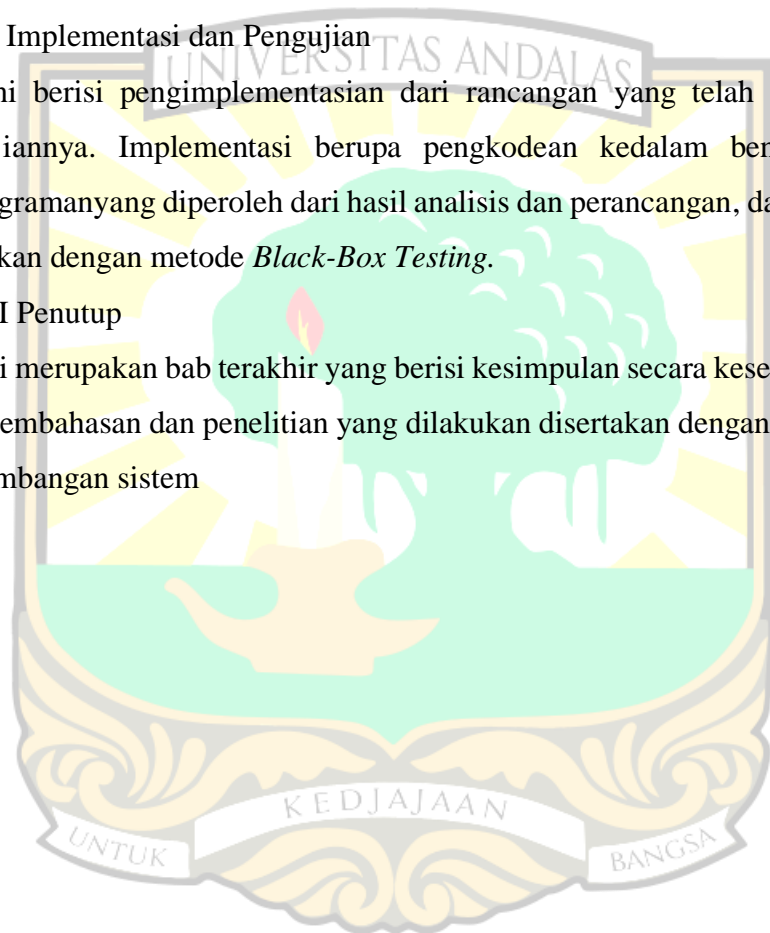 Implementasi dan Pengujian
UNIVERSITAS ANDALAS
ni berisi pengimplementasian dari rancangan yang telah
iannya. Implementasi berupa pengkodean kedalam ben
gramanyang diperoleh dari hasil analisis dan perancangan, da
kan dengan metode Black-Box Testing.
I Penutup
i merupakan bab terakhir yang berisi kesimpulan secara kese
embahasan dan penelitian yang dilakukan disertakan dengan
mbangan sistem
KEDJAJAAN
UNTUK
BANGSA